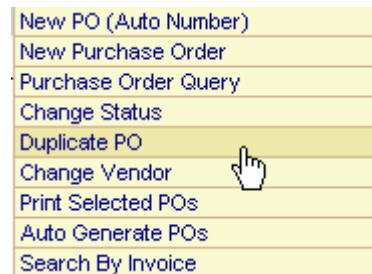 New PO (Auto Number)
New Purchase Order
Purchase Order Query
Change Status
Duplicate PO
Change Vendor
Print Selected POs
Auto Generate POs
Search By Invoice